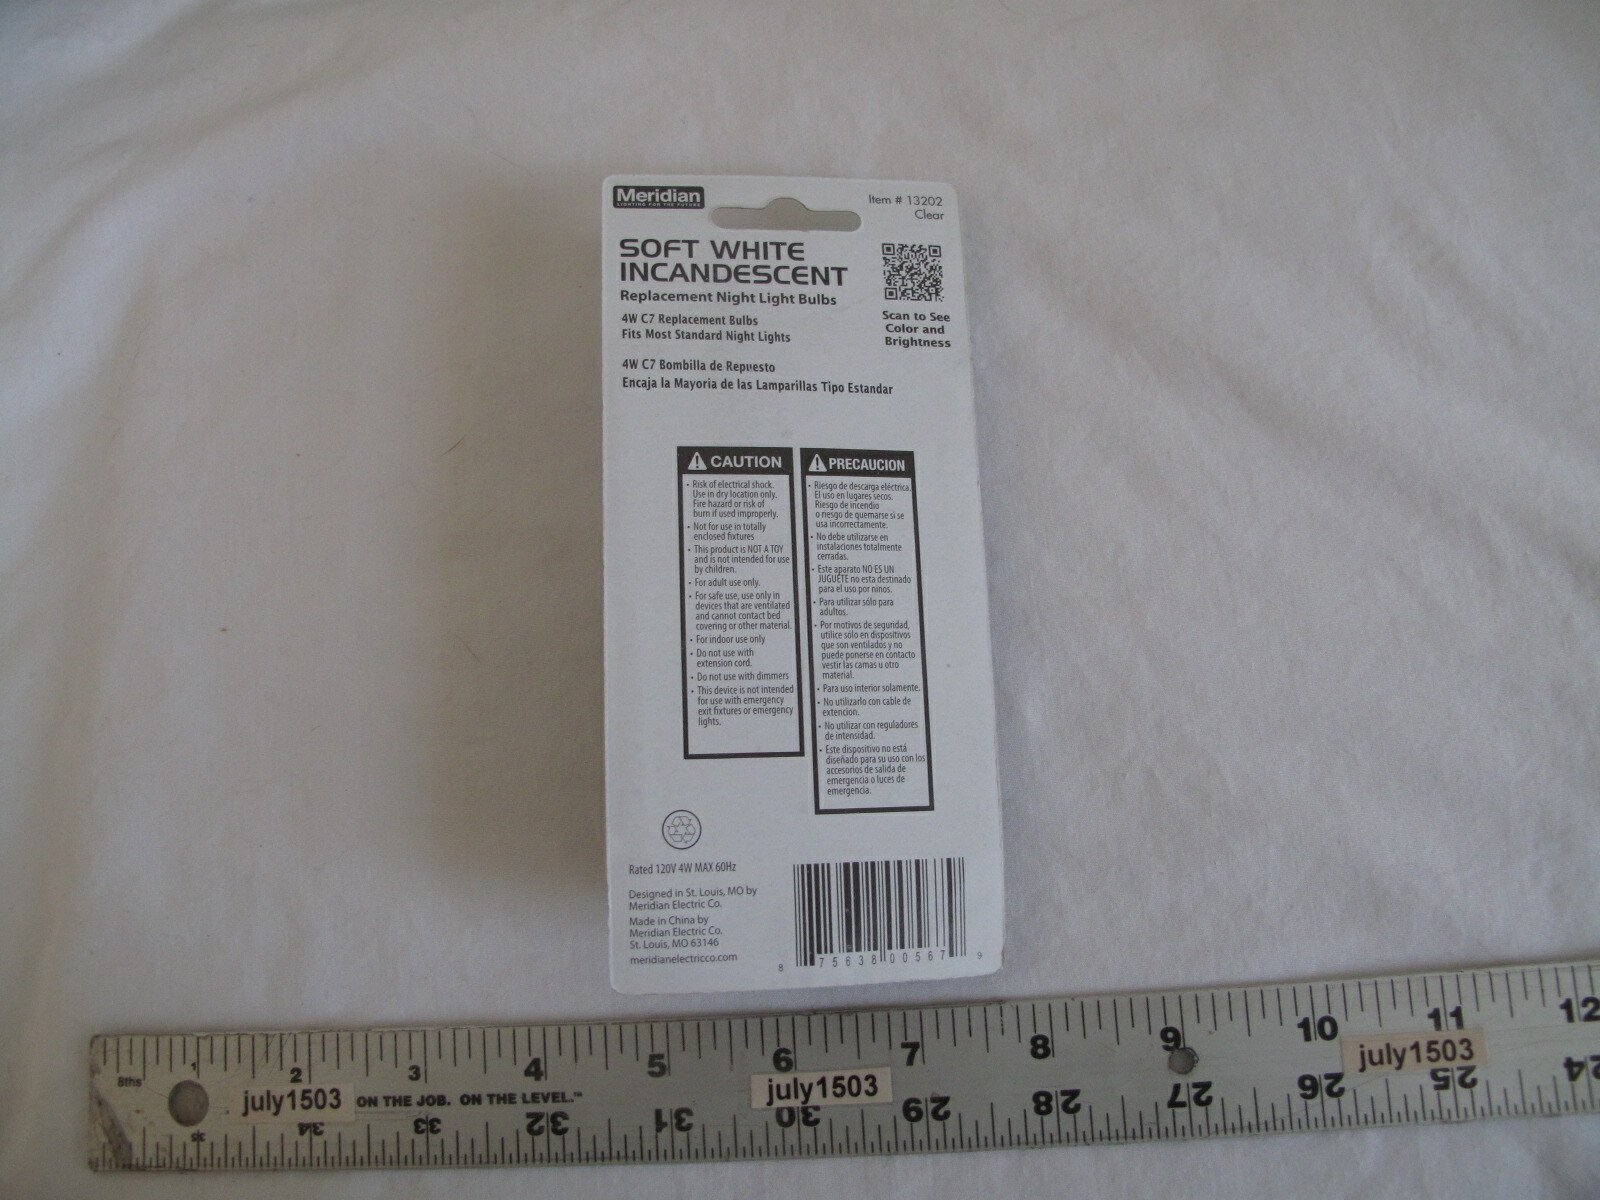 Meridian
LIGHTING FOR THE FUTURE
Item # 13202
Clear
SOFT WHITE
INCANDESCENT
Replacement Night Light Bulbs
4W C7 Replacement Bulbs
Fits Most Standard Night Lights
4W C7 Bombilla de Repuesto
Encaja la Mayoria de las Lamparillas Tipo Estandar
Scan to See
Color and
Brightness
CAUTION
• Risk of electrical shock.
Use in dry location only.
Fire hazard or risk of
burn if used improperly.
• Not for use in totally
enclosed fixtures
• This product is NOT A TOY
and is not intended for use
by children.
• For adult use only.
• For safe use, use only in
devices that are ventilated
and cannot contact bed
covering or other material.
• For indoor use only
• Do not use with
extension cord.
• Do not use with dimmers
• This device is not intended
for use with emergency
exit fixtures or emergency
lights.
PRECAUCION
• Riesgo de descarga eléctrica.
El uso en lugares secos.
Riesgo de incendio
o riesgo de quemarse si se
usa incorrectamente.
• No debe utilizarse en
instalaciones totalmente
cerradas.
• Este aparato NO ES UN
JUGUETE no esta destinado
para el uso por ninos.
• Para utilizar sólo para
adultos.
• Por motivos de seguridad,
utilice sólo en dispositivos
que son ventilados y no
puede ponerse en contacto
vestir las camas u otro
material.
• Para uso interior solamente.
• No utilizarlo con cable de
extencion.
• No utilizar con reguladores
de intensidad.
• Este dispositivo no está
diseñado para su uso con los
accesorios de salida de
emergencia o luces de
emergencia.
Rated 120V 4W MAX 60Hz
Designed in St. Louis, MO by
Meridian Electric Co.
Made in China by
Meridian Electric Co.
St. Louis, MO 63146
meridianelectricco.com
8 75638 00567 9
1 2 3 4 5 6 7 8 9 10 11 12
8ths
july1503 ON THE JOB. ON THE LEVEL.™ july1503 july1503
35 34 33 32 31 30 29 28 27 26 25 24